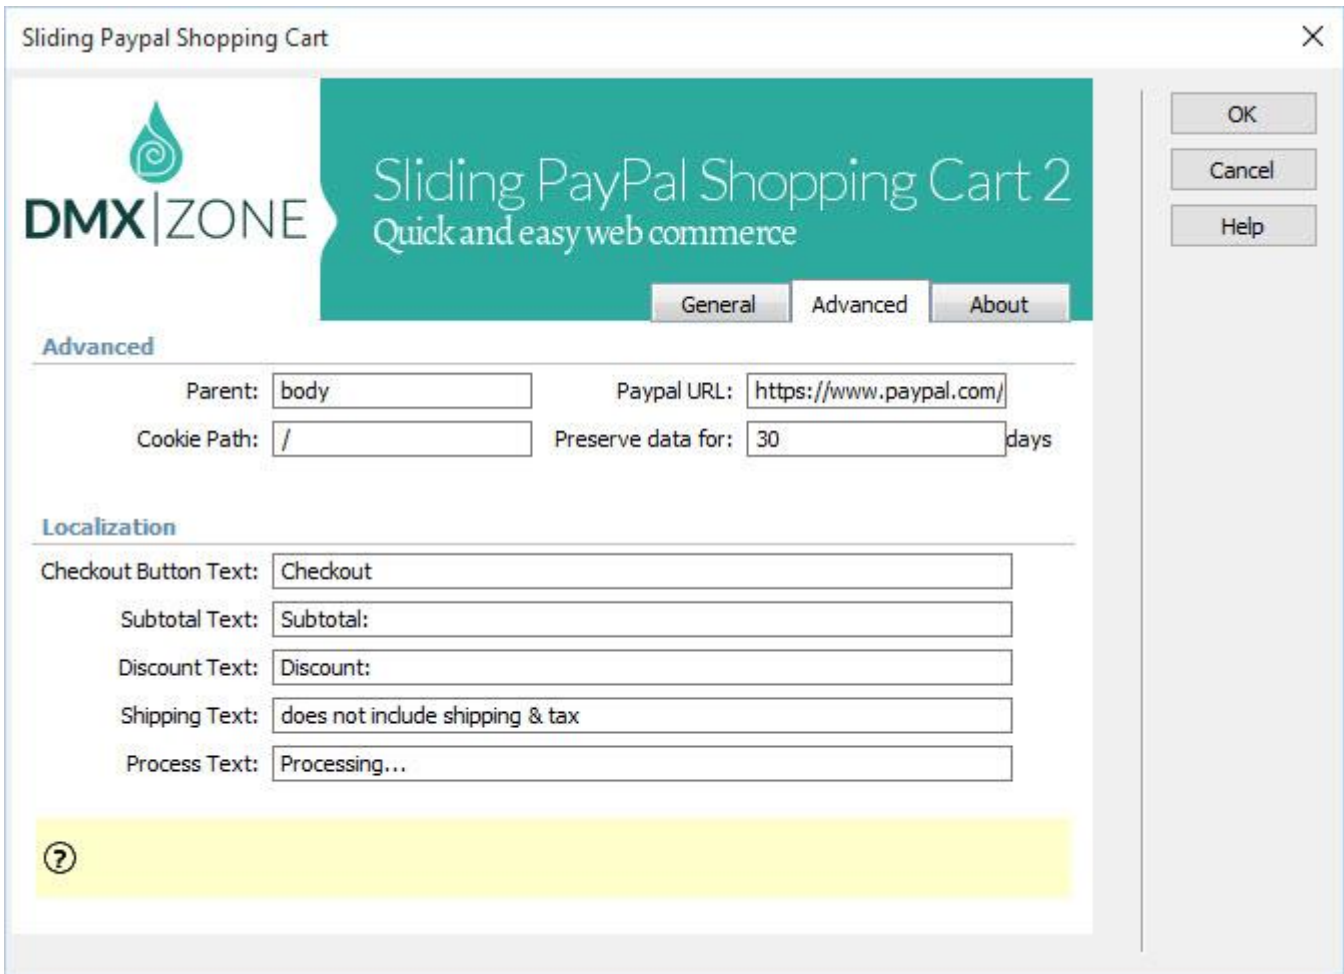 Sliding Paypal Shopping Cart
DMX|ZONE
Sliding PayPal Shopping Cart 2
Quick and easy web commerce
General Advanced About
OK
Cancel
Help
Advanced
Parent: body Paypal URL: https://www.paypal.com/
Cookie Path: / Preserve data for: 30 days
Localization
Checkout Button Text: Checkout
Subtotal Text: Subtotal:
Discount Text: Discount:
Shipping Text: does not include shipping & tax
Process Text: Processing...
?